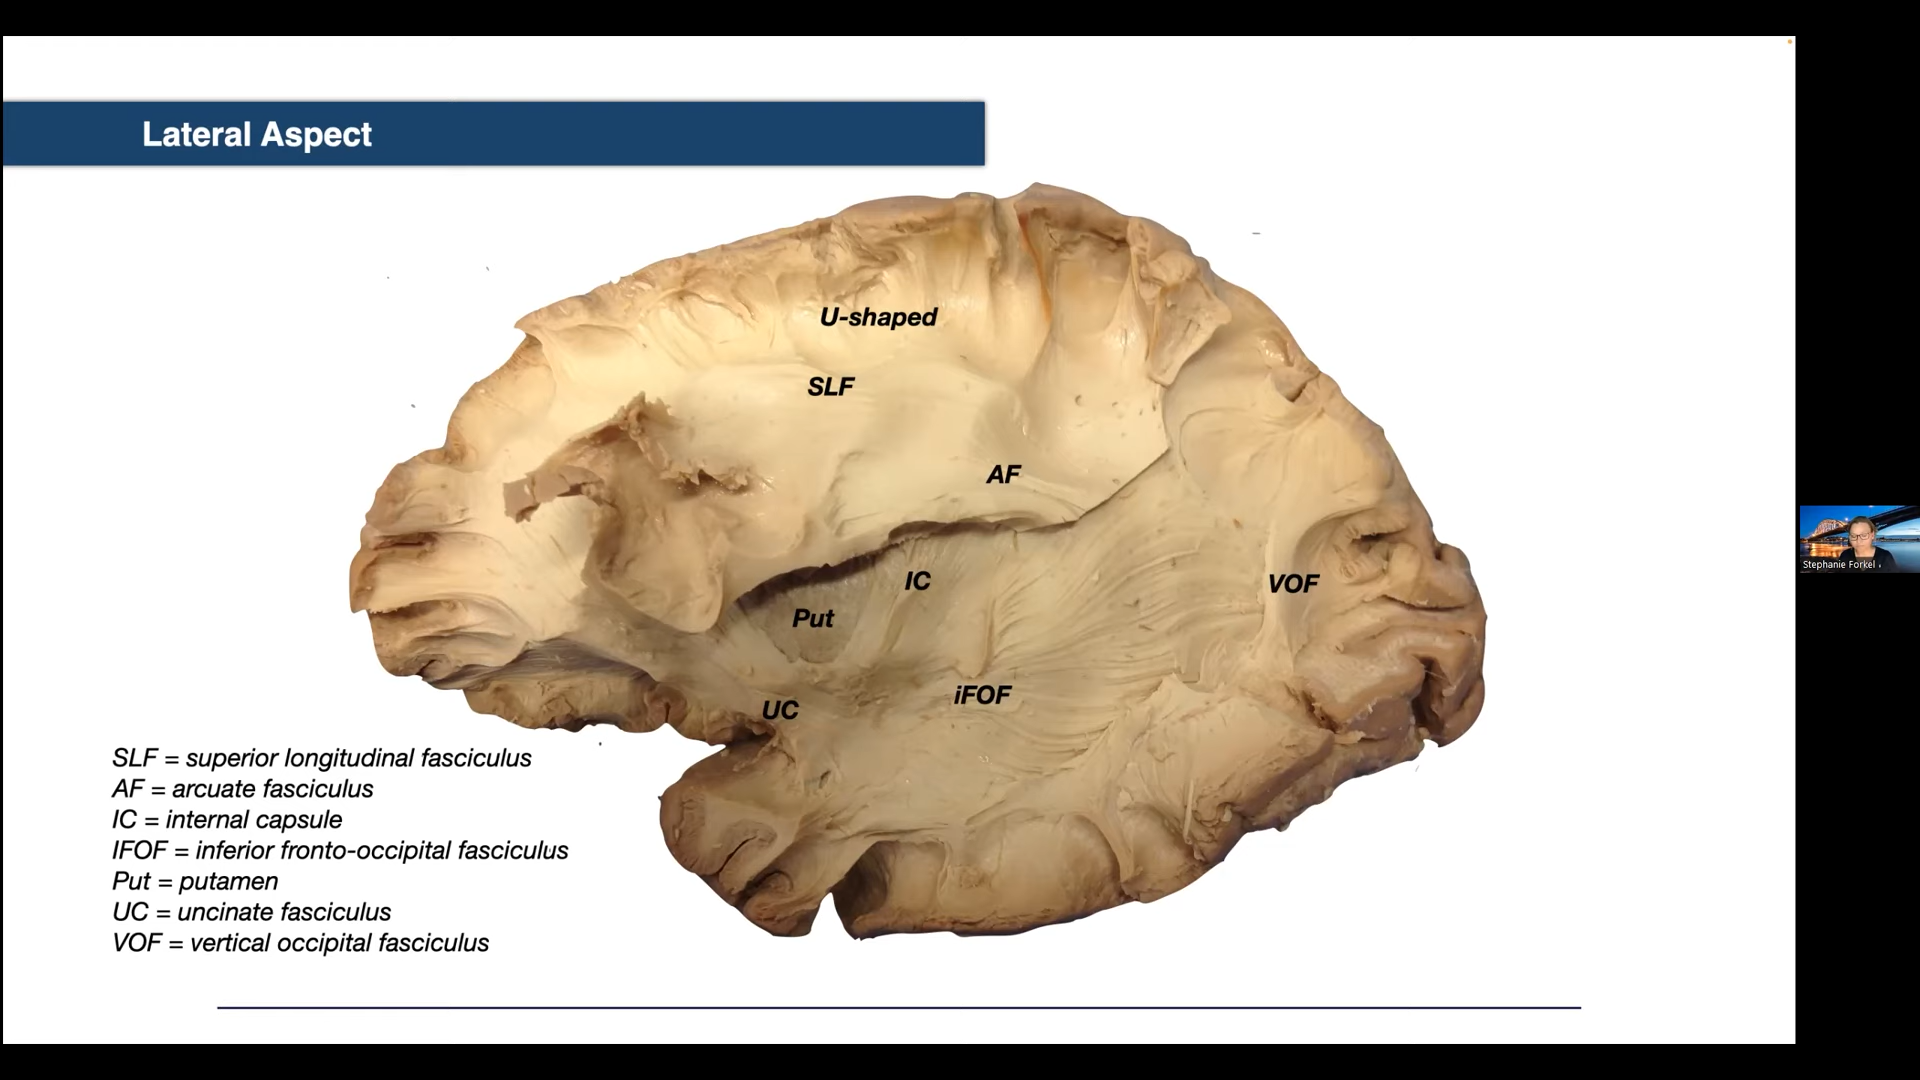 Lateral Aspect
U-shaped
SLF
AF
IC
Put
VOF
iFOF
UC
SLF = superior longitudinal fasciculus
AF = arcuate fasciculus
IC = internal capsule
IFOF = inferior fronto-occipital fasciculus
Put = putamen
UC = uncinate fasciculus
VOF = vertical occipital fasciculus
Stephanie Forkel